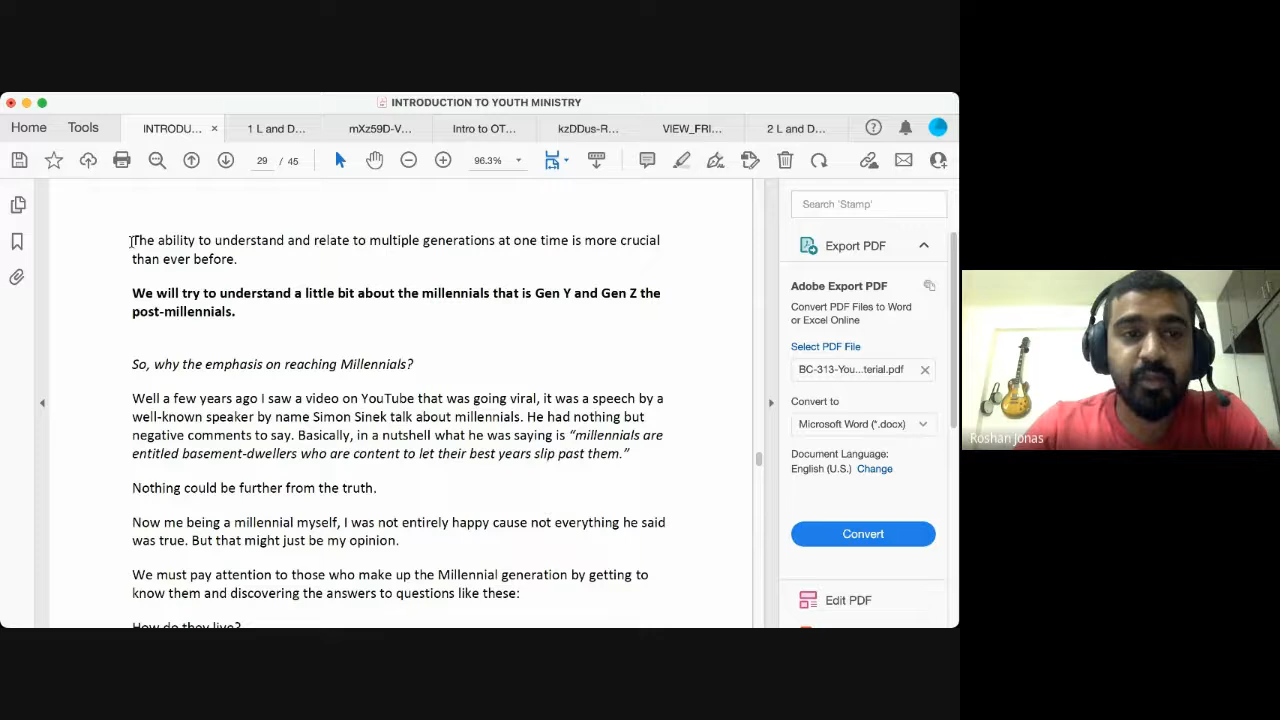 INTRODUCTION TO YOUTH MINISTRY
Home
Tools
INTRODU... ×
1 L and D...
mXz59D-V...
Intro to OT...
kzDDus-R...
VIEW_FRI...
2 L and D...
29 / 45
96.3%
The ability to understand and relate to multiple generations at one time is more crucial
than ever before.
We will try to understand a little bit about the millennials that is Gen Y and Gen Z the
post-millennials.
So, why the emphasis on reaching Millennials?
Well a few years ago I saw a video on YouTube that was going viral, it was a speech by a
well-known speaker by name Simon Sinek talk about millennials. He had nothing but
negative comments to say. Basically, in a nutshell what he was saying is “millennials are
entitled basement-dwellers who are content to let their best years slip past them.”
Nothing could be further from the truth.
Now me being a millennial myself, I was not entirely happy cause not everything he said
was true. But that might just be my opinion.
We must pay attention to those who make up the Millennial generation by getting to
know them and discovering the answers to questions like these:
How do they live?
Search 'Stamp'
Export PDF
Adobe Export PDF
Convert PDF Files to Word
or Excel Online
Select PDF File
BC-313-You...terial.pdf
Convert to
Microsoft Word (*.docx)
Document Language:
English (U.S.) Change
Convert
Edit PDF
Roshan Jonas